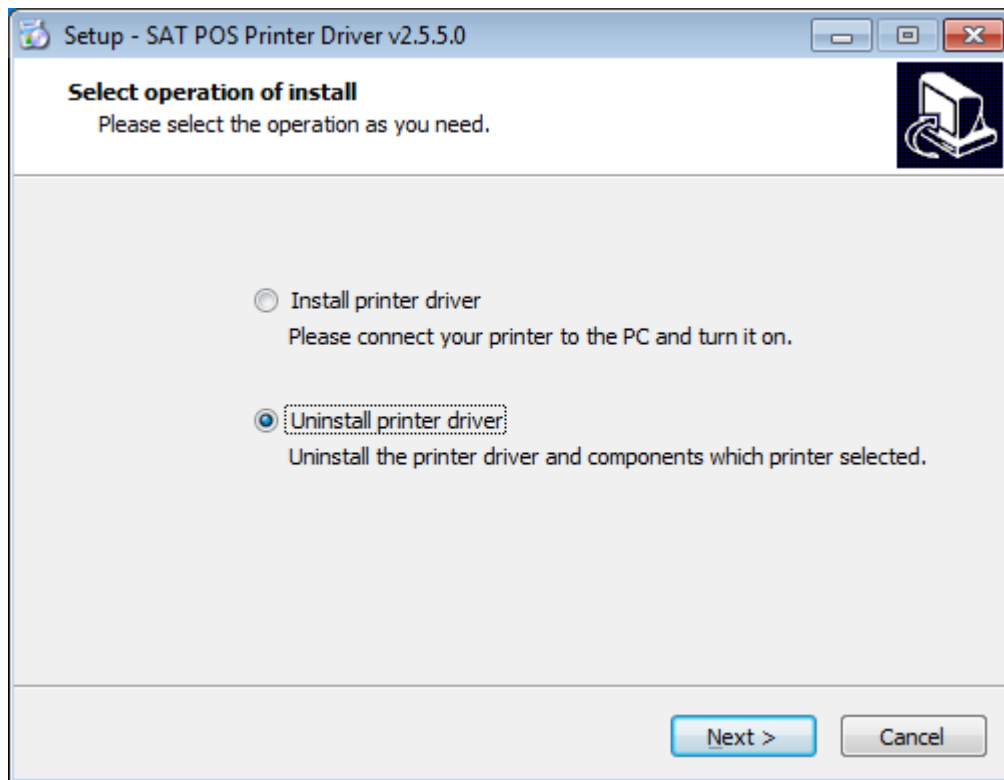 Setup - SAT POS Printer Driver v2.5.5.0
Select operation of install
Please select the operation as you need.
Install printer driver
Please connect your printer to the PC and turn it on.
Uninstall printer driver
Uninstall the printer driver and components which printer selected.
Next >
Cancel